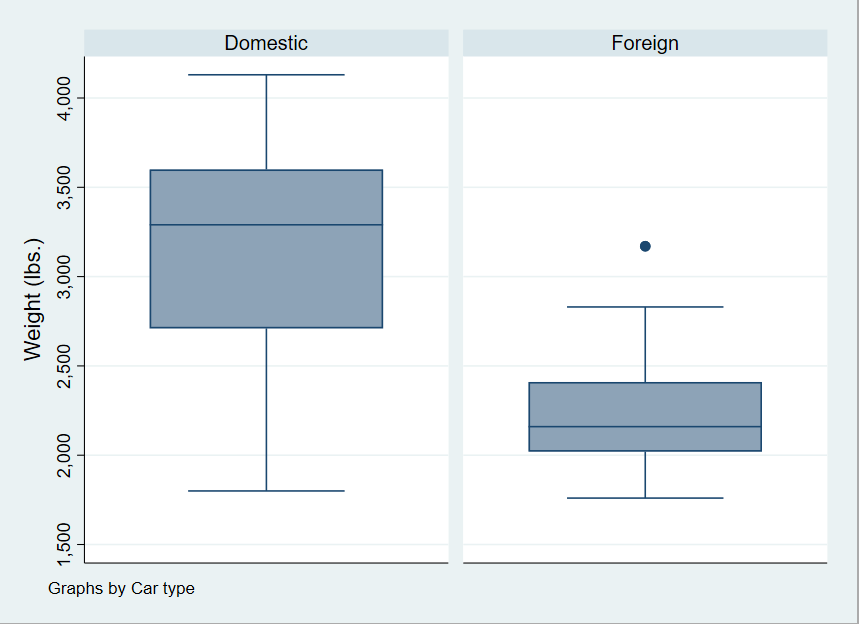 Domestic
Foreign
Weight (lbs.)
4,000
3,500
3,000
2,500
2,000
1,500
Graphs by Car type